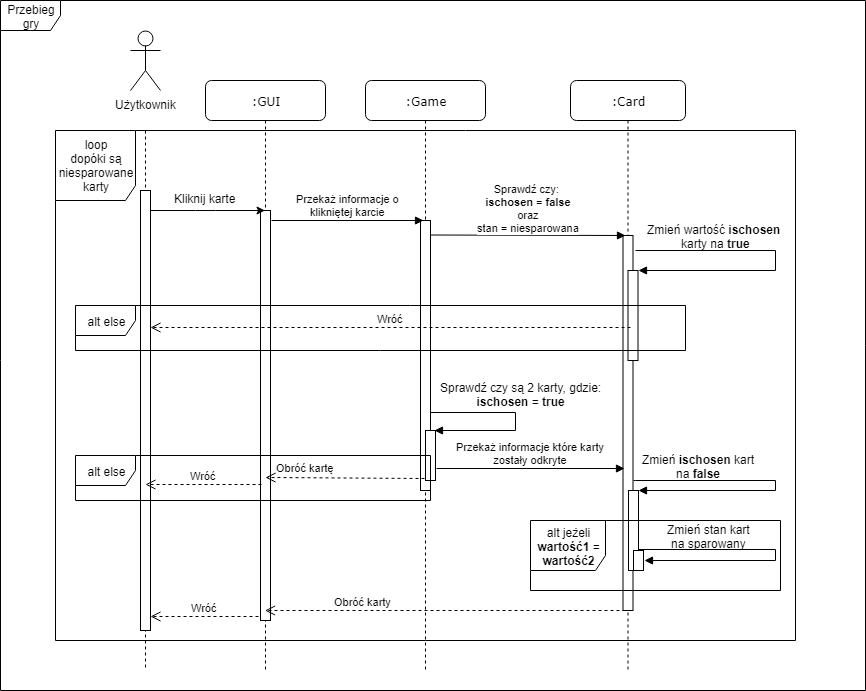 Przebieg
gry
Użytkownik
:GUI
:Game
:Card
loop
dopóki są
niesparowane
karty
Kliknij karte
Przekaż informacje o
klikniętej karcie
Sprawdź czy:
ischosen = false
oraz
stan = niesparowana
Zmień wartość ischosen
karty na true
alt else
Wróć
Sprawdź czy są 2 karty, gdzie:
ischosen = true
Przekaż informacje które karty
zostały odkryte
Zmień ischosen kart
na false
alt else
Wróć
Obróć kartę
alt jeżeli
wartość1 =
wartość2
Zmień stan kart
na sparowany
Obróć karty
Wróć